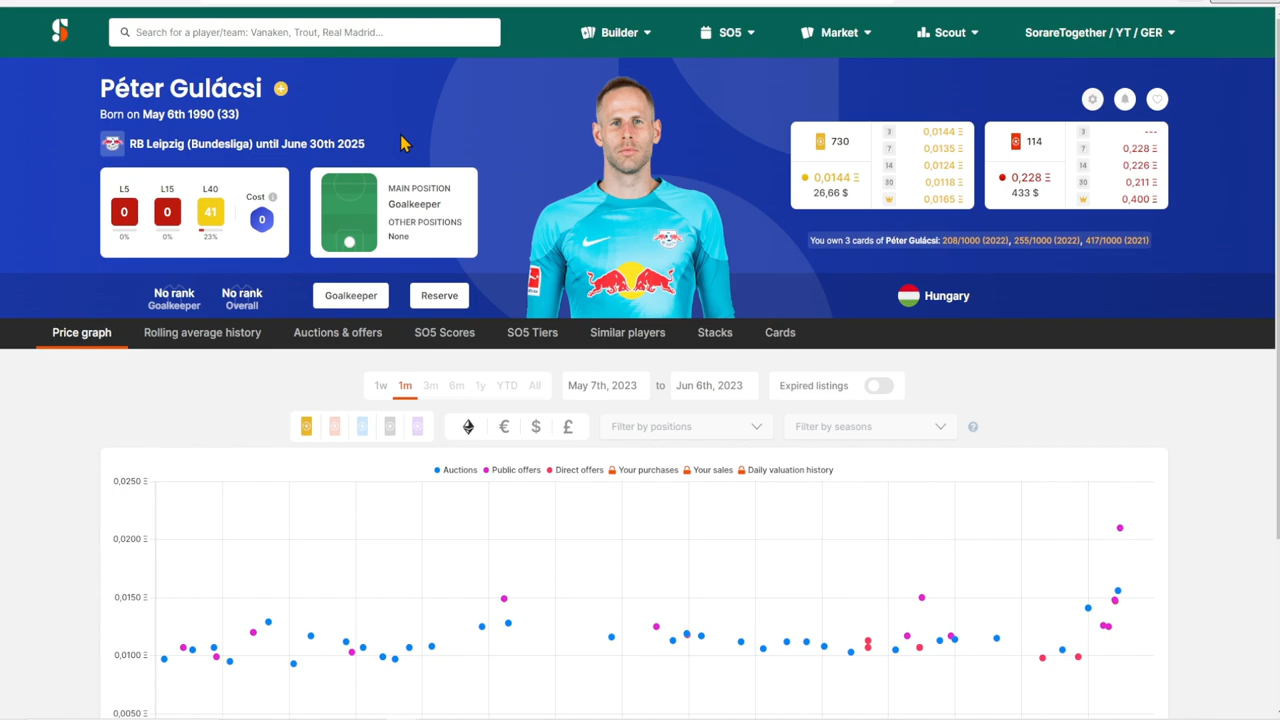 Search for a player/team: Vanaken, Trout, Real Madrid...
Builder
SO5
Market
Scout
SorareTogether / YT / GER
Péter Gulácsi
Born on May 6th 1990 (33)
RB Leipzig (Bundesliga) until June 30th 2025
L5 L15 L40 Cost
0 0 41 0
0% 0% 23%
MAIN POSITION
Goalkeeper
OTHER POSITIONS
None
730
0,0144 Ξ
26,66 $
3 0,0144 Ξ
7 0,0135 Ξ
14 0,0124 Ξ
30 0,0118 Ξ
0,0165 Ξ
114
0,228 Ξ
433 $
3 ---
7 0,228 Ξ
14 0,226 Ξ
30 0,211 Ξ
0,400 Ξ
You own 3 cards of Péter Gulácsi: 208/1000 (2022), 255/1000 (2022), 417/1000 (2021)
No rank
Goalkeeper
No rank
Overall
Goalkeeper
Reserve
Hungary
Price graph
Rolling average history
Auctions & offers
SO5 Scores
SO5 Tiers
Similar players
Stacks
Cards
1w 1m 3m 6m 1y YTD All
May 7th, 2023 to Jun 6th, 2023
Expired listings
€ $ £
Filter by positions
Filter by seasons
?
Auctions Public offers Direct offers Your purchases Your sales Daily valuation history
0,0250 Ξ
0,0200 Ξ
0,0150 Ξ
0,0100 Ξ
0,0050 Ξ